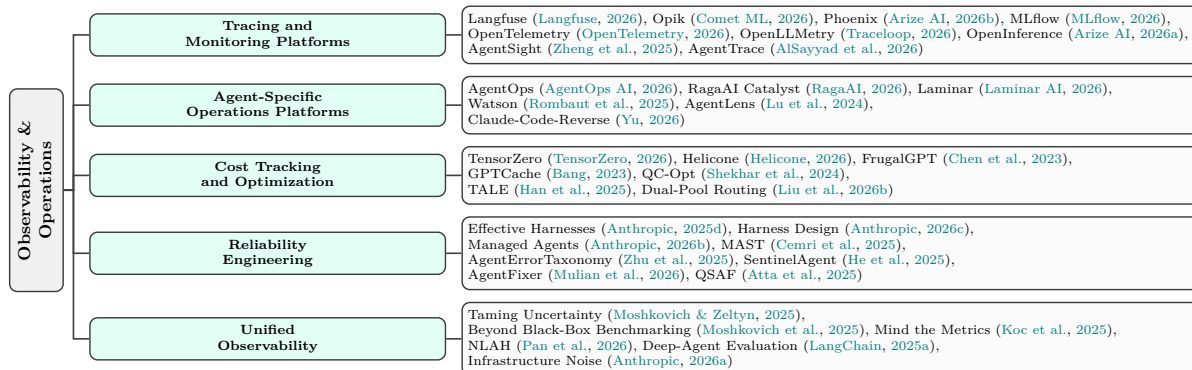 Observability &
Operations
Tracing and
Monitoring Platforms
Langfuse (Langfuse, 2026), Opik (Comet ML, 2026), Phoenix (Arize AI, 2026b), MLflow (MLflow, 2026),
OpenTelemetry (OpenTelemetry, 2026), OpenLLMetry (Traceloop, 2026), OpenInference (Arize AI, 2026a),
AgentSight (Zheng et al., 2025), AgentTrace (AlSayyad et al., 2026)
Agent-Specific
Operations Platforms
AgentOps (AgentOps AI, 2026), RagaAI Catalyst (RagaAI, 2026), Laminar (Laminar AI, 2026),
Watson (Rombaut et al., 2025), AgentLens (Lu et al., 2024),
Claude-Code-Reverse (Yu, 2026)
Cost Tracking
and Optimization
TensorZero (TensorZero, 2026), Helicone (Helicone, 2026), FrugalGPT (Chen et al., 2023),
GPTCache (Bang, 2023), QC-Opt (Shekhar et al., 2024),
TALE (Han et al., 2025), Dual-Pool Routing (Liu et al., 2026b)
Reliability
Engineering
Effective Harnesses (Anthropic, 2025d), Harness Design (Anthropic, 2026c),
Managed Agents (Anthropic, 2026b), MAST (Cemri et al., 2025),
AgentErrorTaxonomy (Zhu et al., 2025), SentinelAgent (He et al., 2025),
AgentFixer (Mulian et al., 2026), QSAF (Atta et al., 2025)
Unified
Observability
Taming Uncertainty (Moshkovich & Zeltyn, 2025),
Beyond Black-Box Benchmarking (Moshkovich et al., 2025), Mind the Metrics (Koc et al., 2025),
NLAH (Pan et al., 2026), Deep-Agent Evaluation (LangChain, 2025a),
Infrastructure Noise (Anthropic, 2026a)